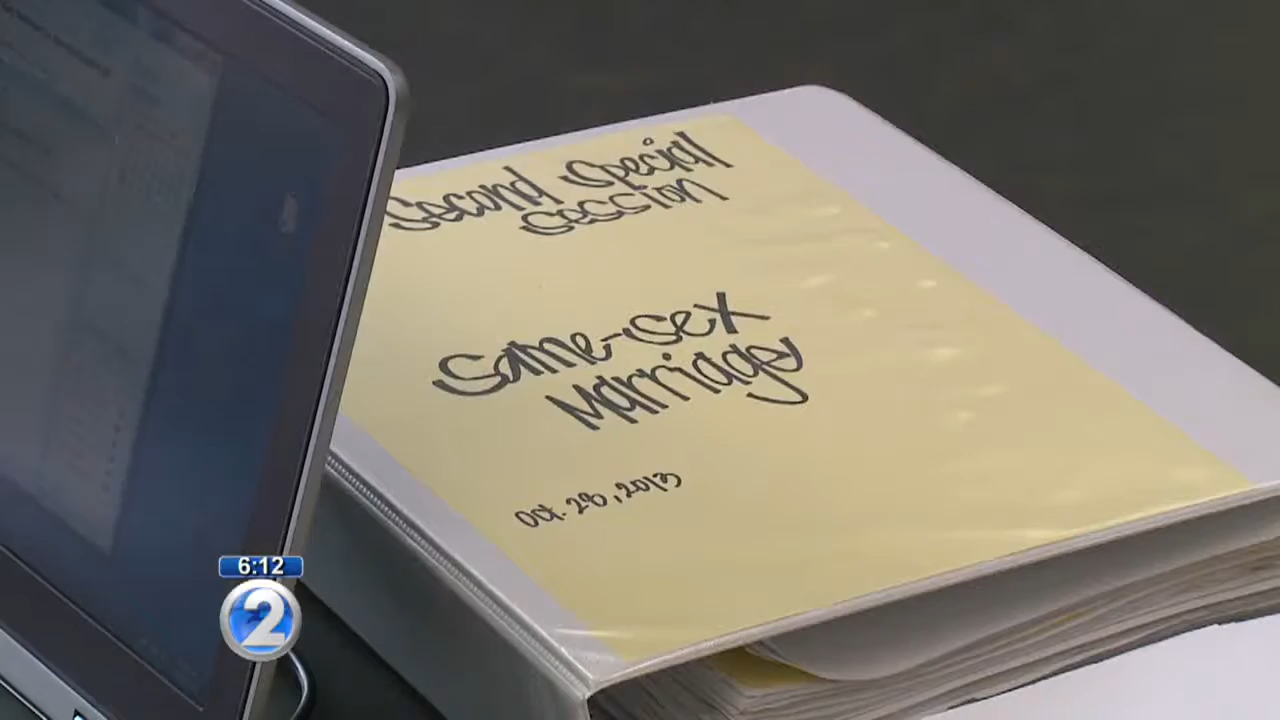 Second Special
Session
Same-Sex
Marriage
Oct. 28, 2013
6:12
2